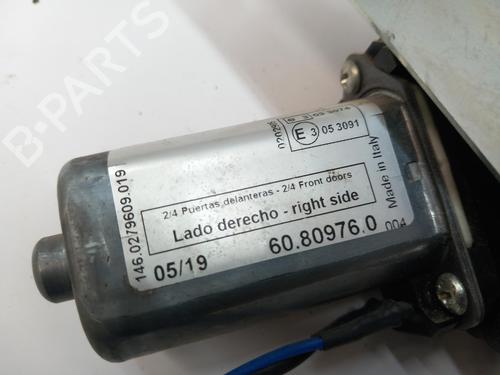 B-PARTS
E 3 05 3091
146.0279609.019
2/4 Puertas delanteras - 2/4 Front doors
Lado derecho - right side
05/19
60.80976.0
004
Made in Italy